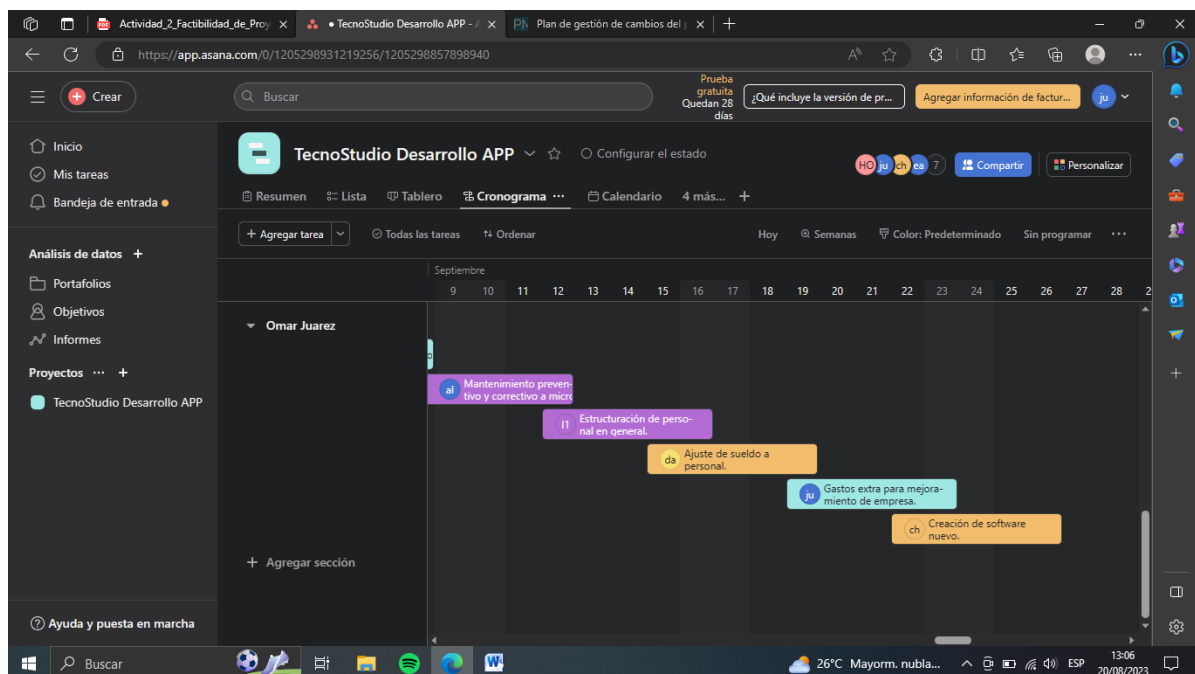 Actividad_2_Factibilidad_de_Proy
TecnoStudio Desarrollo APP - A
Plan de gestión de cambios del p
https://app.asana.com/0/1205298931219256/1205298857898940
Crear
Buscar
Prueba
gratuita
Quedan 28
días
¿Qué incluye la versión de pr...
Agregar información de factur...
ju
Inicio
Mis tareas
Bandeja de entrada
Análisis de datos +
Portafolios
Objetivos
Informes
Proyectos ... +
TecnoStudio Desarrollo APP
Ayuda y puesta en marcha
TecnoStudio Desarrollo APP
Configurar el estado
HO ju ch ea 7
Compartir
Personalizar
Resumen Lista Tablero Cronograma ... Calendario 4 más... +
+ Agregar tarea
Todas las tareas
Ordenar
Hoy
Semanas
Color: Predeterminado
Sin programar
...
Septiembre
9 10 11 12 13 14 15 16 17 18 19 20 21 22 23 24 25 26 27 28 2
Omar Juarez
al
Mantenimiento preven-
tivo y correctivo a micro
l1
Estructuración de perso-
nal en general.
da
Ajuste de sueldo a
personal.
ju
Gastos extra para mejora-
miento de empresa.
ch
Creación de software
nuevo.
+ Agregar sección
Buscar
26°C Mayorm. nubla...
ESP
13:06
20/08/2023